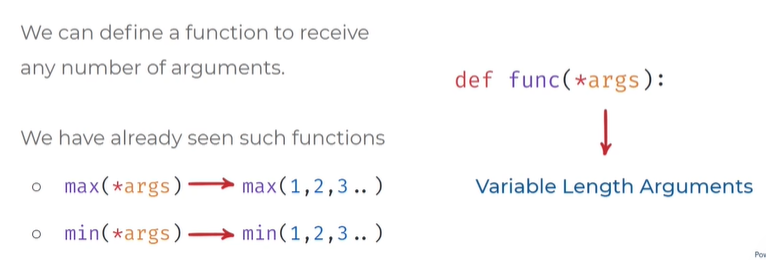 We can define a function to receive
any number of arguments.
def func(*args):
We have already seen such functions
Variable Length Arguments
○ max(*args) → max(1,2,3..)
○ min(*args) → min(1,2,3..)